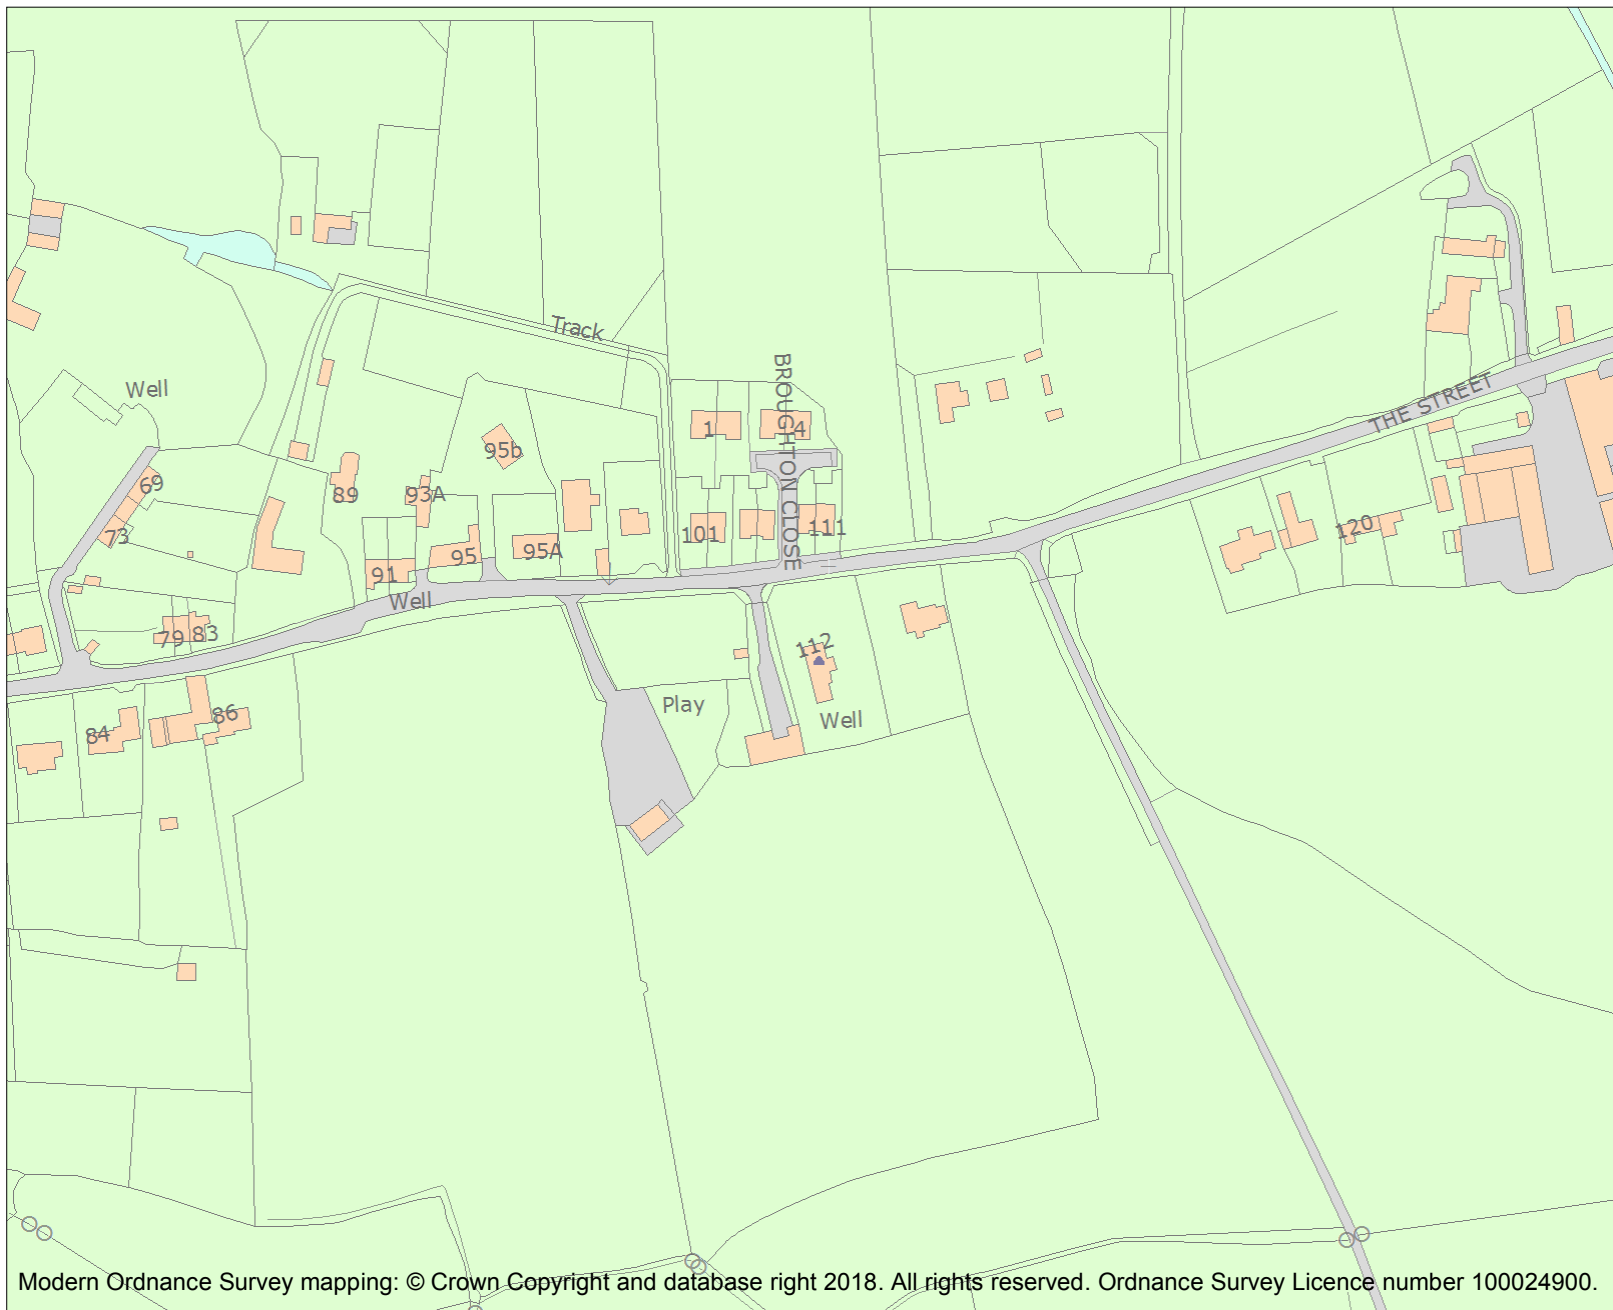 Track
Well
BROUGHTON CLOSE
THE STREET
1
4
95b
69
89
93A
73
101
111
120
95
95A
91
Well
79
83
112
Play
Well
86
84
Modern Ordnance Survey mapping: © Crown Copyright and database right 2018. All rights reserved. Ordnance Survey Licence number 100024900.